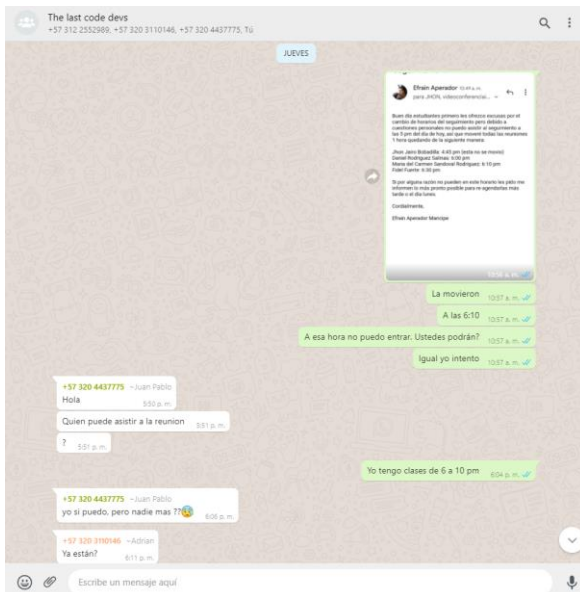 The last code devs
+57 312 2552989, +57 320 3110146, +57 320 4437775, Tú
JUEVES
Efrain Aperador 10:49 a. m.
para JHON, videoconferencias...
Buen día estudiantes primero les ofrezco excusas por el
cambio de horarios del seguimiento pero debido a
cuestiones personales no puedo asistir al seguimiento a
las 5 pm del día de hoy, así que moveré todas las reuniones
1 hora quedando de la siguiente manera:
Jhon Jairo Bobadilla: 4:45 pm (esta no se mueve)
Daniel Rodríguez Salinas: 6:00 pm
Maria del Carmen Sandoval Rodriguez: 6:10 pm
Fidel Fuerte: 6:30 pm
Si por alguna razón no pueden en este horario les pido me
informen lo más pronto posible para re agendarlas más
tarde o el día lunes.
Cordialmente,
Efrain Aperador Mancipe
10:56 a. m.
La movieron 10:57 a. m.
A las 6:10 10:57 a. m.
A esa hora no puedo entrar. Ustedes podrán? 10:57 a. m.
Igual yo intento 10:57 a. m.
+57 320 4437775 ~Juan Pablo
Hola 5:50 p. m.
Quien puede asistir a la reunion 5:51 p. m.
? 5:51 p. m.
Yo tengo clases de 6 a 10 pm 6:04 p. m.
+57 320 4437775 ~Juan Pablo
yo si puedo, pero nadie mas ??😰 6:06 p. m.
+57 320 3110146 ~Adrian
Ya están? 6:11 p. m.
Escribe un mensaje aquí